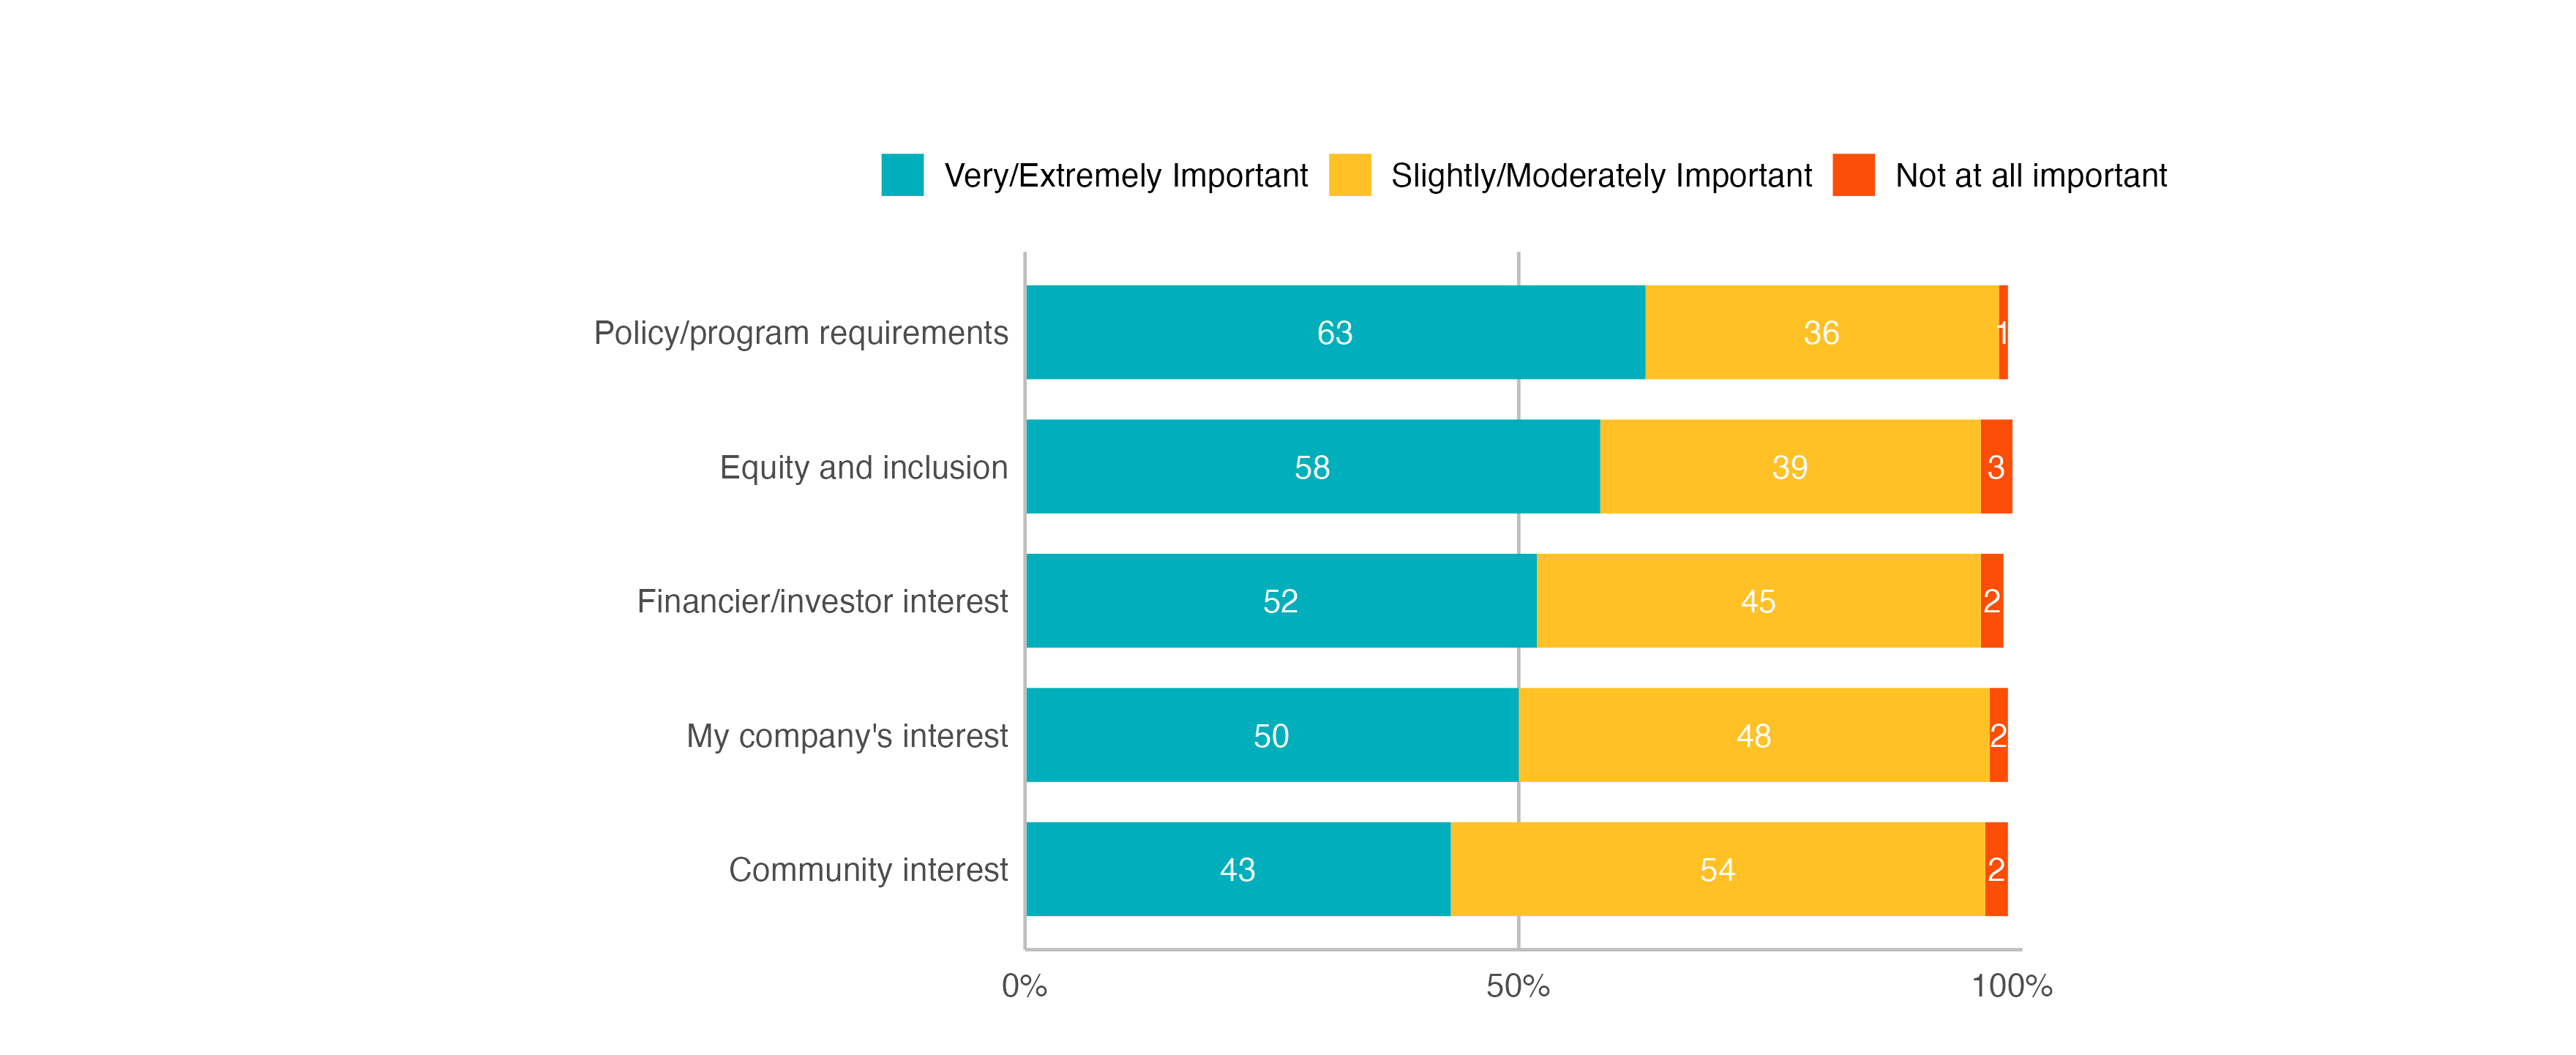 Very/Extremely Important Slightly/Moderately Important Not at all important
Policy/program requirements 63 36 1
Equity and inclusion 58 39 3
Financier/investor interest 52 45 2
My company's interest 50 48 2
Community interest 43 54 2
0% 50% 100%